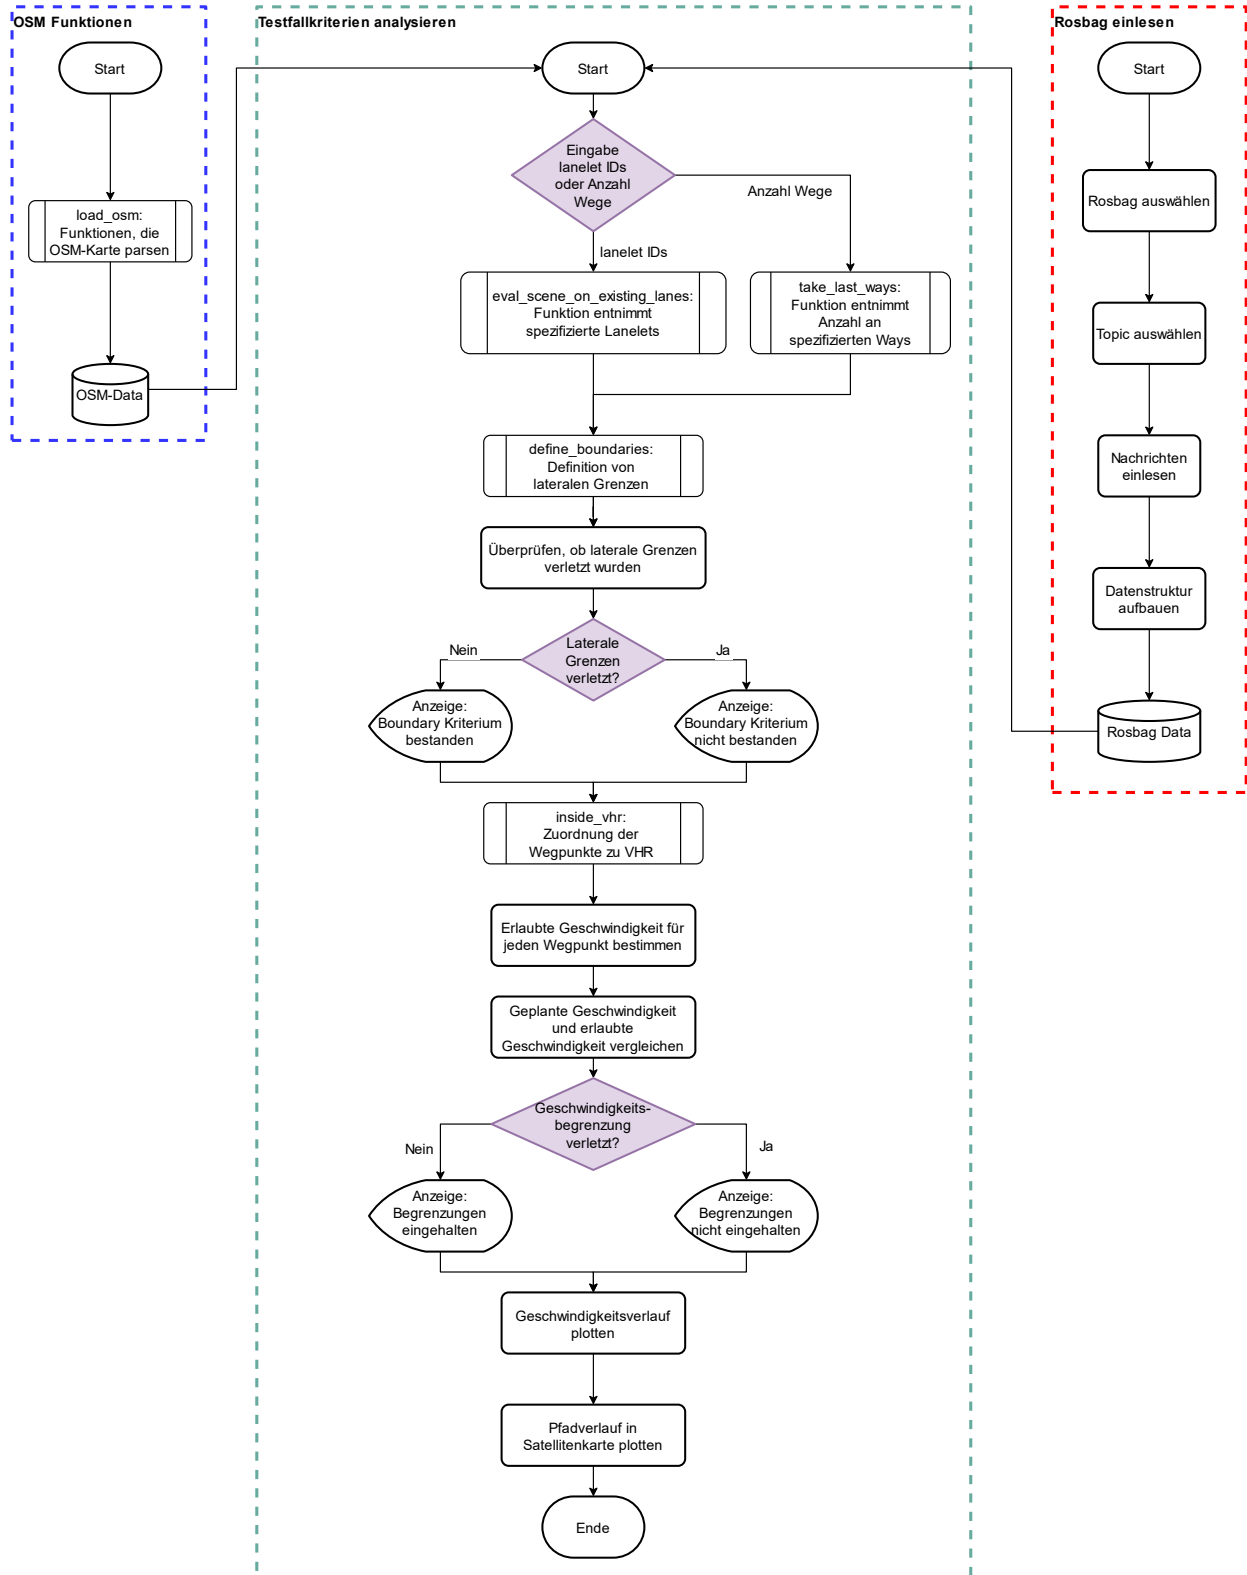 OSM Funktionen
Start
load_osm:
Funktionen, die
OSM-Karte parsen
OSM-Data
Testfallkriterien analysieren
Start
Eingabe
lanelet IDs
oder Anzahl
Wege
Anzahl Wege
lanelet IDs
eval_scene_on_existing_lanes:
Funktion entnimmt
spezifizierte Lanelets
take_last_ways:
Funktion entnimmt
Anzahl an
spezifizierten Ways
define_boundaries:
Definition von
lateralen Grenzen
Überprüfen, ob laterale Grenzen
verletzt wurden
Laterale
Grenzen
verletzt?
Nein
Ja
Anzeige:
Boundary Kriterium
bestanden
Anzeige:
Boundary Kriterium
nicht bestanden
inside_vhr:
Zuordnung der
Wegpunkte zu VHR
Erlaubte Geschwindigkeit für
jeden Wegpunkt bestimmen
Geplante Geschwindigkeit
und erlaubte
Geschwindigkeit vergleichen
Geschwindigkeits-
begrenzung
verletzt?
Nein
Ja
Anzeige:
Begrenzungen
eingehalten
Anzeige:
Begrenzungen
nicht eingehalten
Geschwindigkeitsverlauf
plotten
Pfadverlauf in
Satellitenkarte plotten
Ende
Rosbag einlesen
Start
Rosbag auswählen
Topic auswählen
Nachrichten
einlesen
Datenstruktur
aufbauen
Rosbag Data